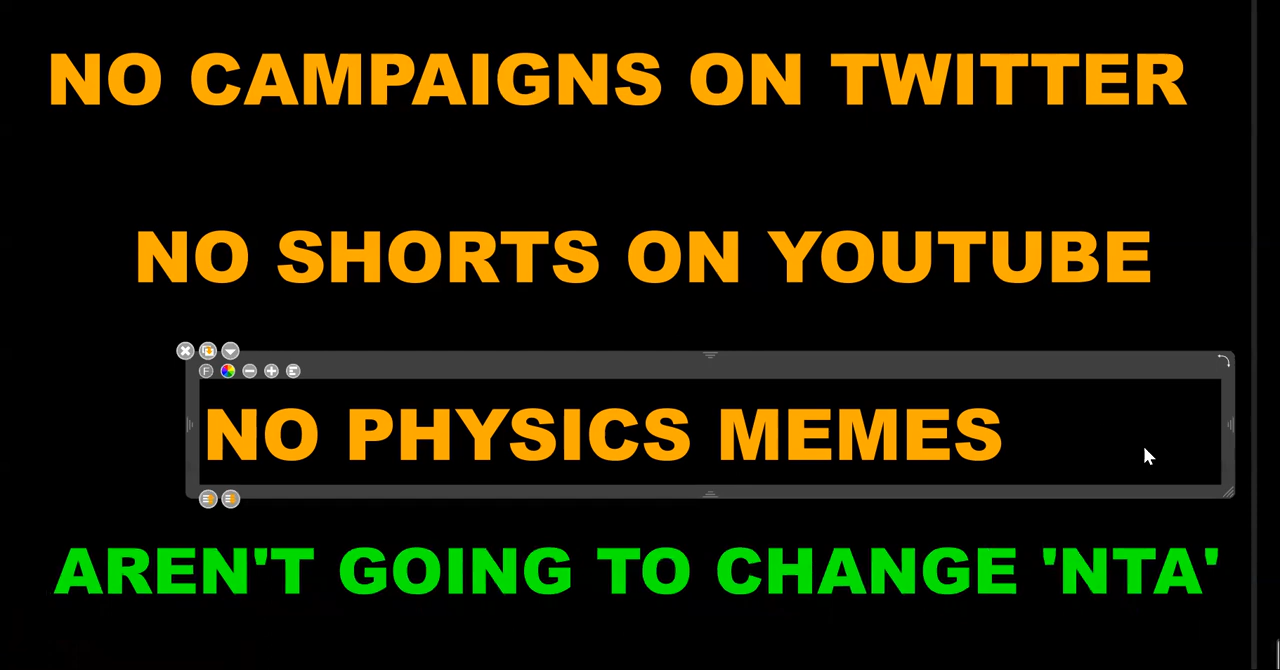 NO CAMPAIGNS ON TWITTER
NO SHORTS ON YOUTUBE
NO PHYSICS MEMES
AREN'T GOING TO CHANGE 'NTA'